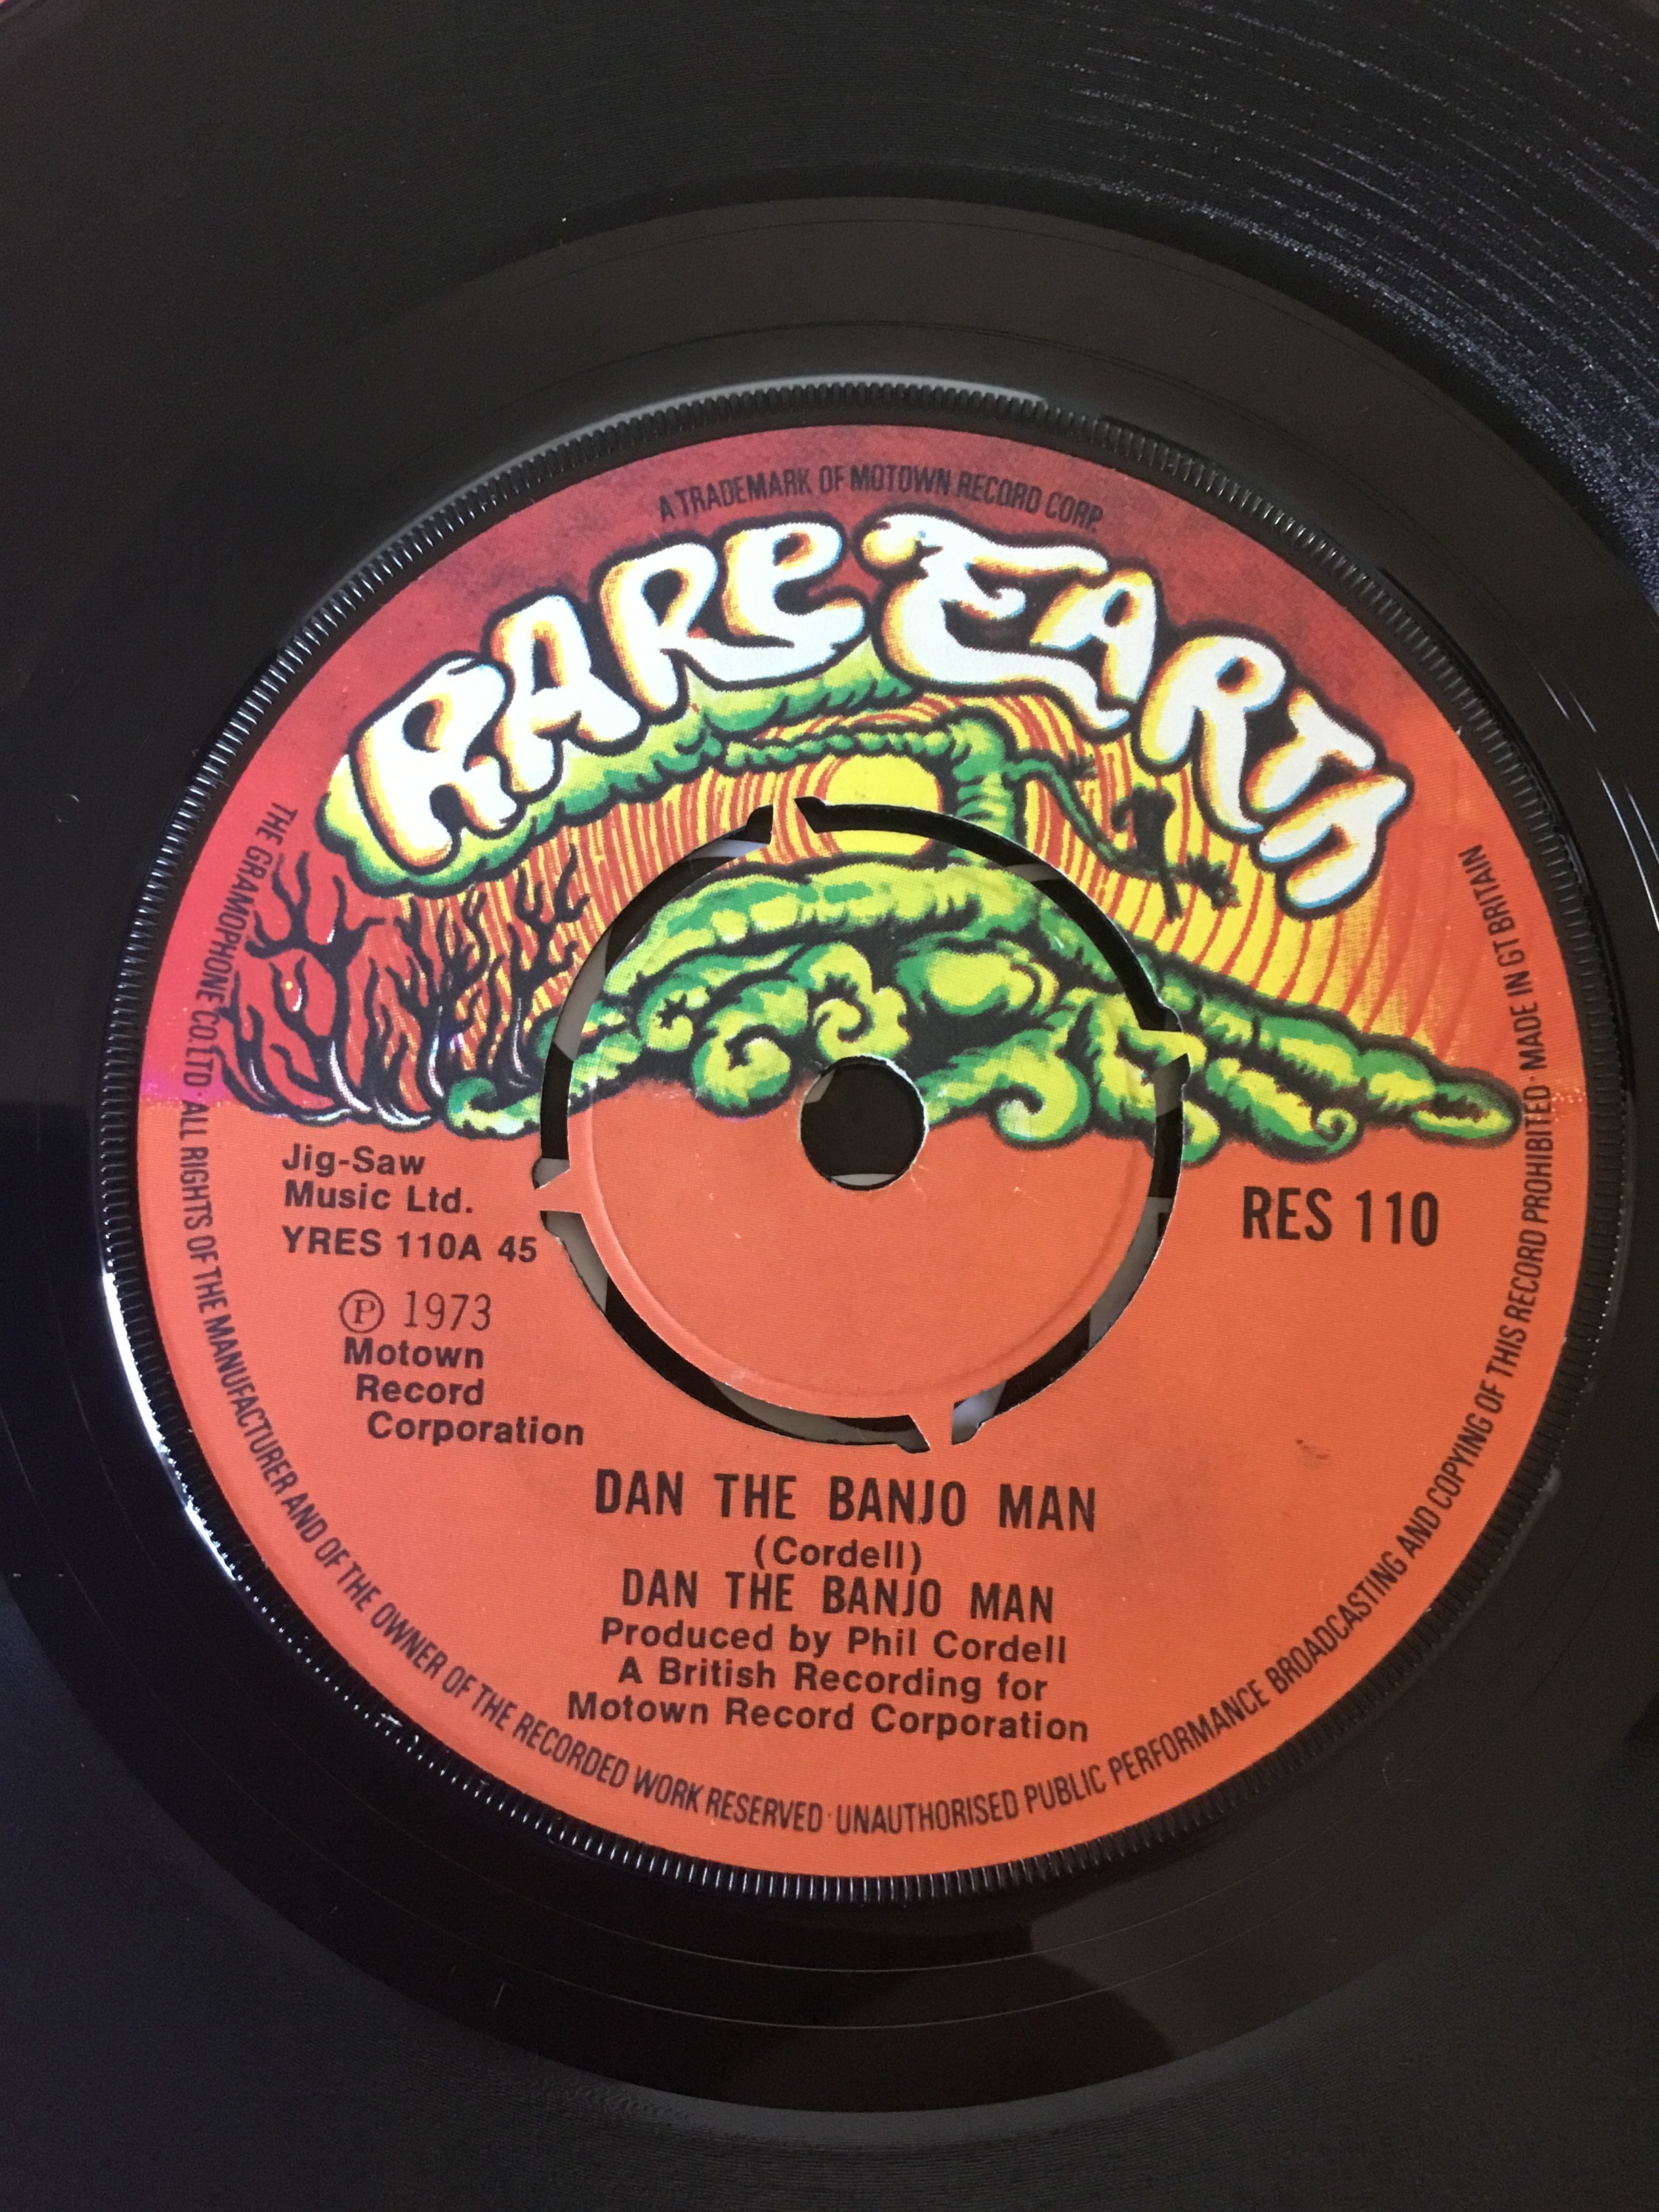 A TRADEMARK OF MOTOWN RECORD CORP.
RARE EARTH
Jig-Saw
Music Ltd.
YRES 110A 45
Ⓟ 1973
Motown
Record
Corporation
RES 110
DAN THE BANJO MAN
(Cordell)
DAN THE BANJO MAN
Produced by Phil Cordell
A British Recording for
Motown Record Corporation
THE GRAMOPHONE CO. LTD · ALL RIGHTS OF THE MANUFACTURER AND OF THE OWNER OF THE RECORDED WORK RESERVED · UNAUTHORISED PUBLIC PERFORMANCE BROADCASTING AND COPYING OF THIS RECORD PROHIBITED · MADE IN GT BRITAIN